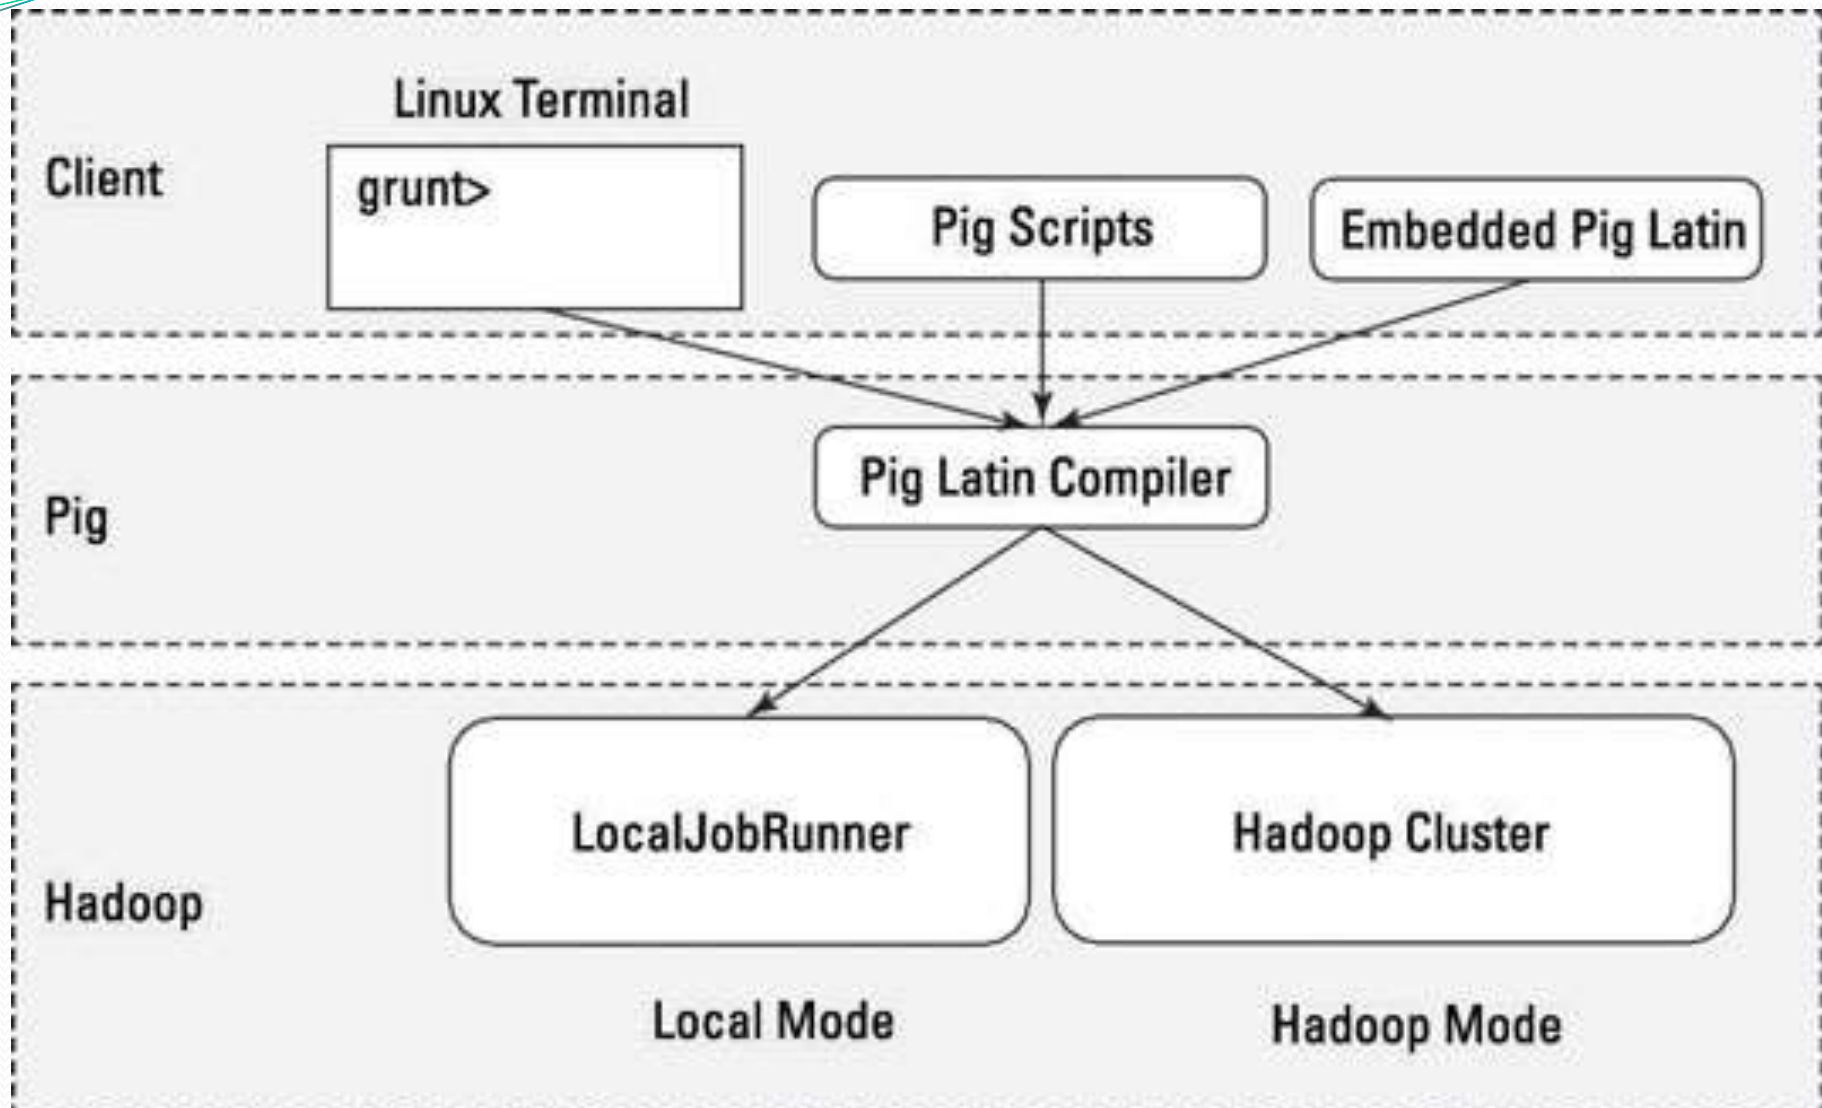 Linux Terminal
Client
grunt>
Pig Scripts
Embedded Pig Latin
Pig Latin Compiler
Pig
LocalJobRunner
Hadoop Cluster
Hadoop
Local Mode
Hadoop Mode